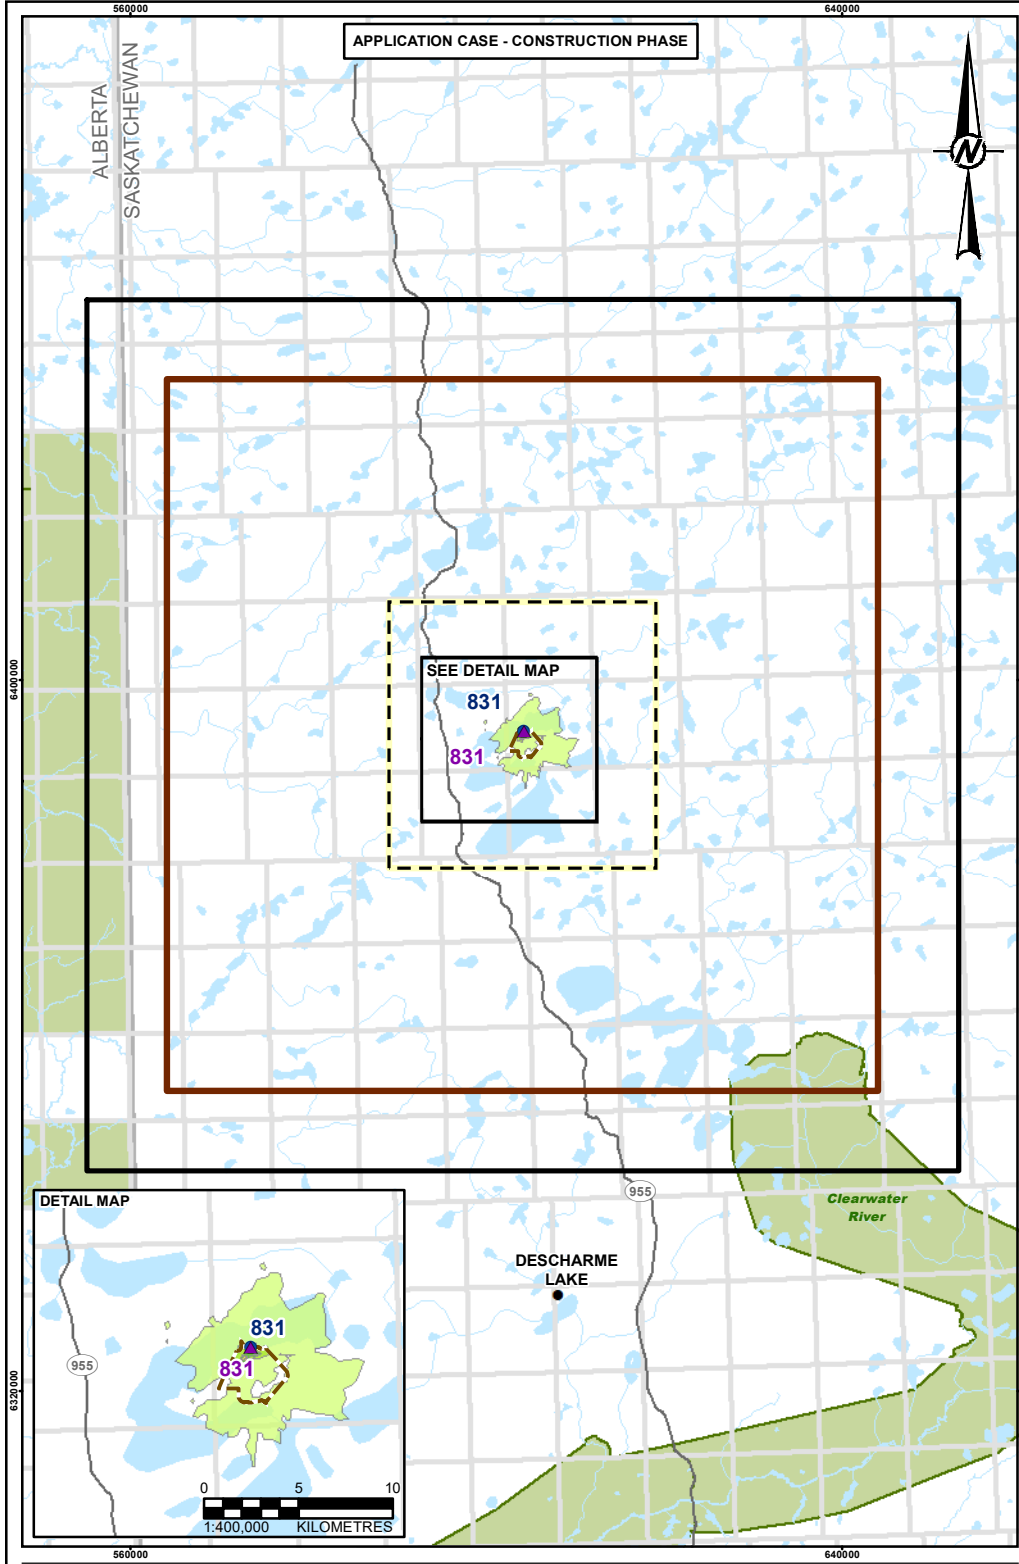 560000
640000
APPLICATION CASE - CONSTRUCTION PHASE
ALBERTA
SASKATCHEWAN
N
6400000
SEE DETAIL MAP
831
831
955
Clearwater
River
DESCHARME
LAKE
6320000
DETAIL MAP
831
831
955
0 5 10
1:400,000 KILOMETRES
560000
640000